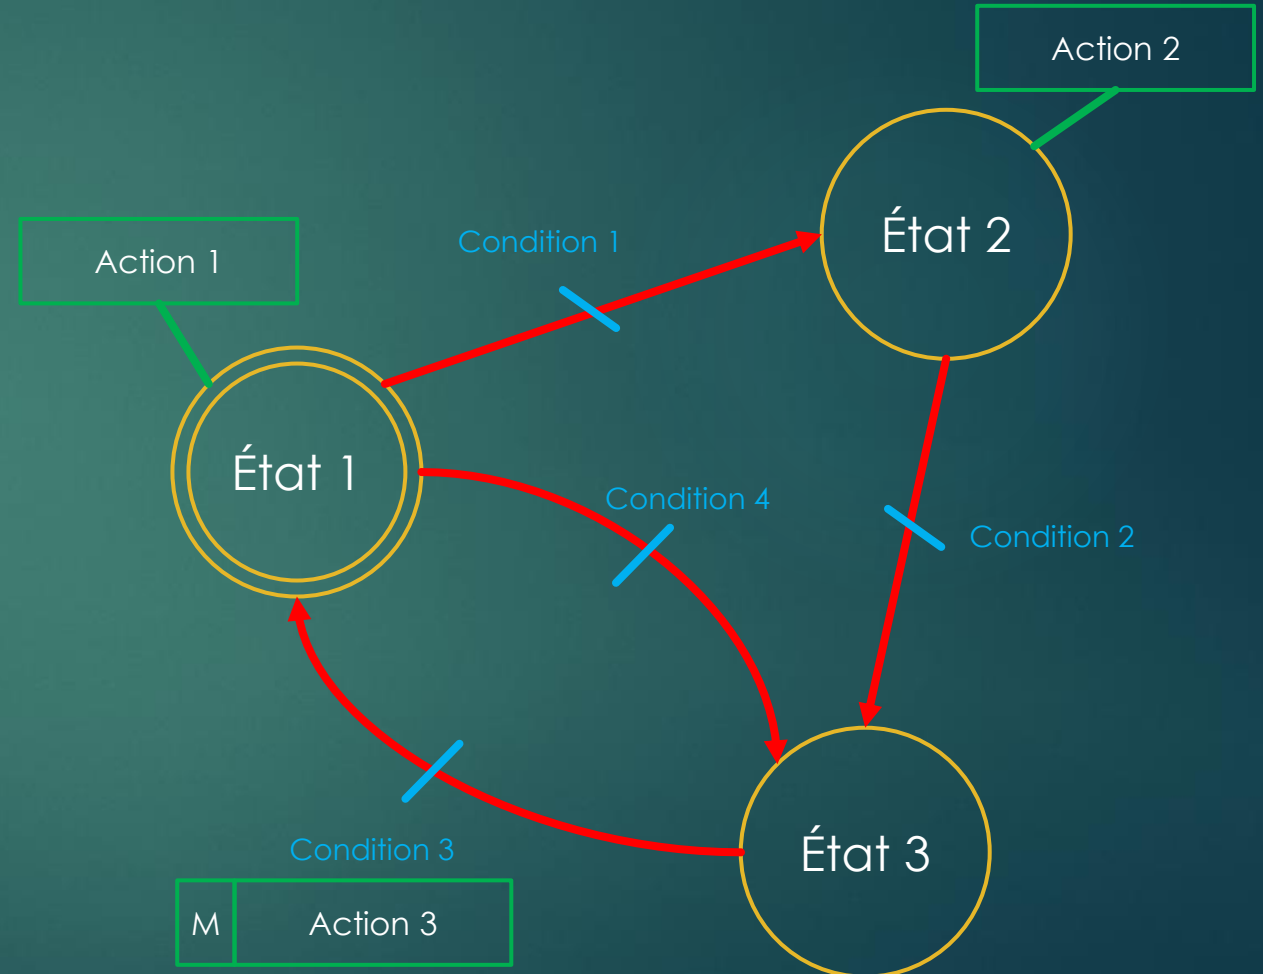 Action 2
État 2
Condition 1
Action 1
État 1
Condition 4
Condition 2
Condition 3
État 3
M
Action 3